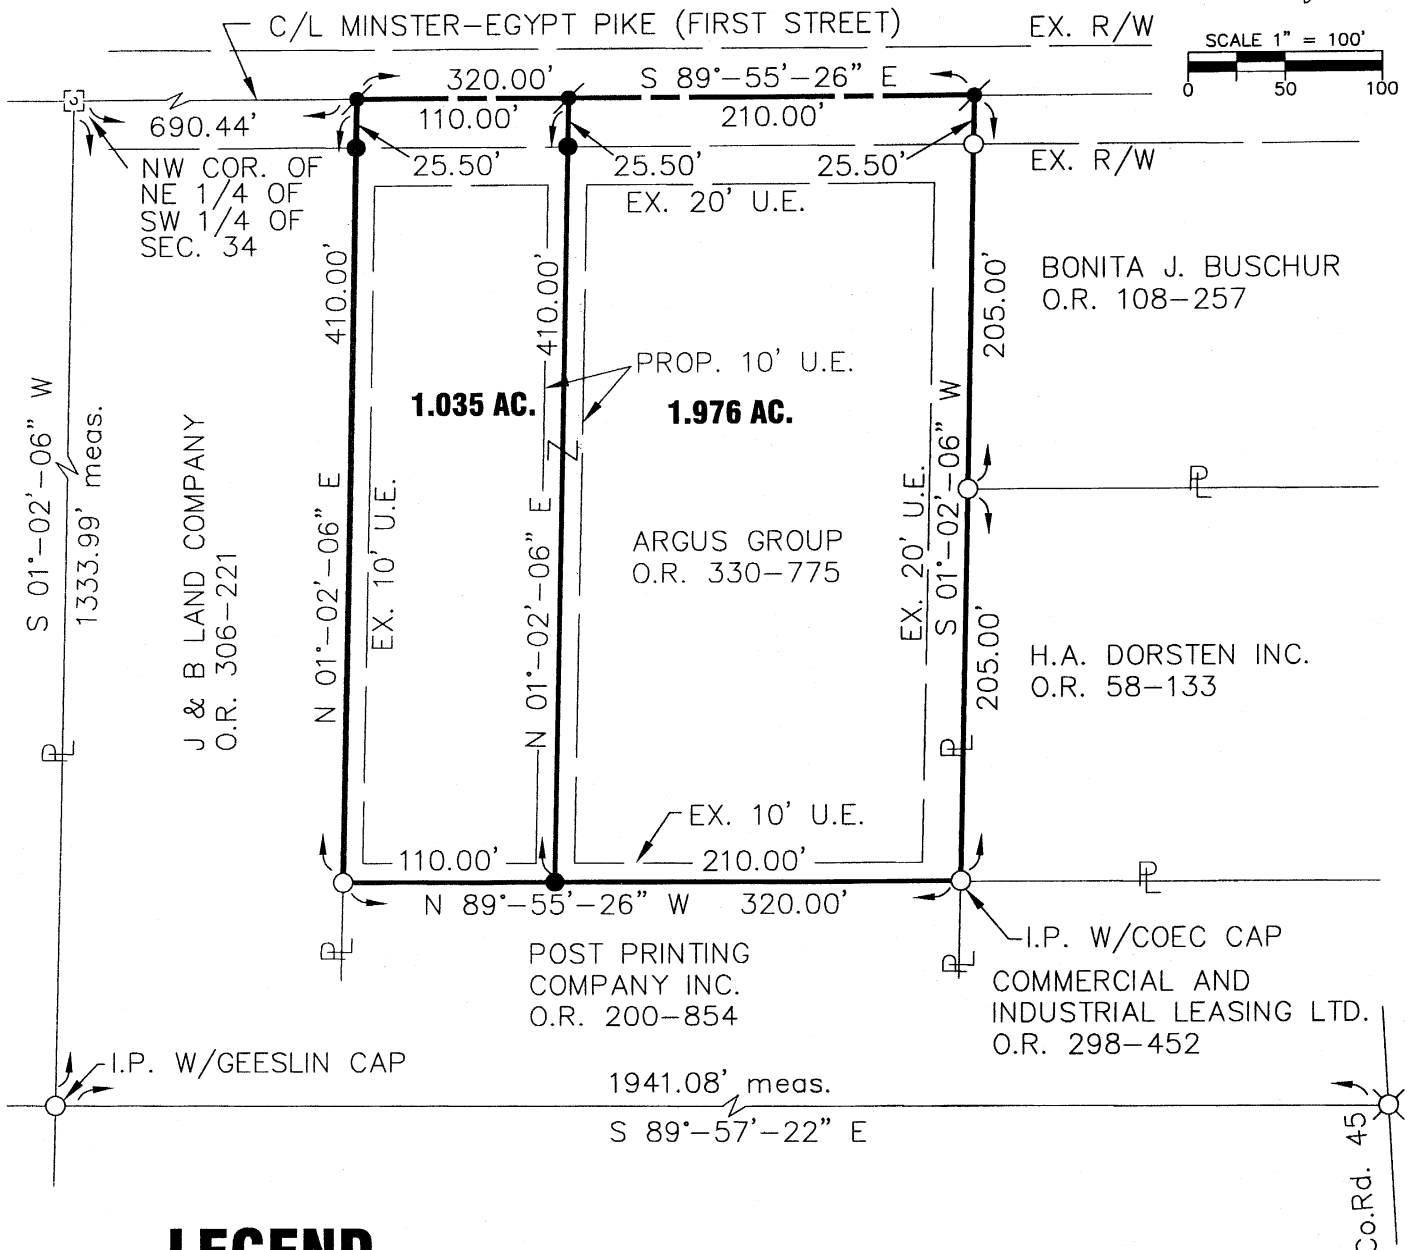 C/L MINSTER-EGYPT PIKE (FIRST STREET)
EX. R/W
SCALE 1" = 100'
0 50 100
320.00'
S 89°-55'-26" E
690.44'
110.00'
210.00'
25.50'
25.50'
25.50'
EX. R/W
NW COR. OF
NE 1/4 OF
SW 1/4 OF
SEC. 34
EX. 20' U.E.
410.00'
410.00'
205.00'
BONITA J. BUSCHUR
O.R. 108-257
PROP. 10' U.E.
1.035 AC.
1.976 AC.
S 01°-02'-06" W
1333.99' meas.
J & B LAND COMPANY
O.R. 306-221
N 01°-02'-06" E
EX. 10' U.E.
N 01°-02'-06" E
ARGUS GROUP
O.R. 330-775
EX. 20' U.E.
S 01°-02'-06" W
PL
205.00'
H.A. DORSTEN INC.
O.R. 58-133
PL
PL
EX. 10' U.E.
110.00'
210.00'
PL
N 89°-55'-26" W
320.00'
PL
PL
I.P. W/COEC CAP
POST PRINTING
COMPANY INC.
O.R. 200-854
COMMERCIAL AND
INDUSTRIAL LEASING LTD.
O.R. 298-452
I.P. W/GEESLIN CAP
1941.08' meas.
S 89°-57'-22" E
Co.Rd. 45
LEGEND